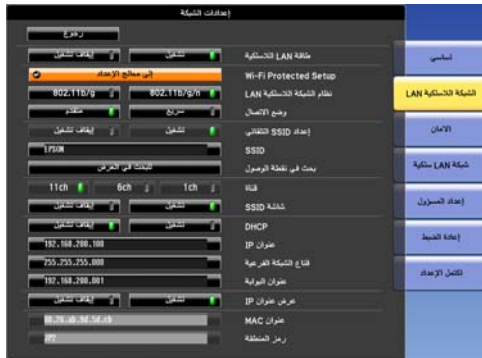 إعدادات الشبكة
رجوع
طاقة LAN اللاسلكية تشغيل إيقاف تشغيل
Wi-Fi Protected Setup إلى معالج الإعداد
نظام الشبكة اللاسلكية LAN 802.11b/g/n 802.11b/g
وضع الاتصال سريع متقدم
إعداد SSID التلقائي تشغيل إيقاف تشغيل
SSID EPSON
بحث في نقطة الوصول للبحث في العرض
قناة 1ch 6ch 11ch
شاشة SSID تشغيل إيقاف تشغيل
DHCP تشغيل إيقاف تشغيل
عنوان IP 192.168.200.100
قناع الشبكة الفرعية 255.255.255.000
عنوان البوابة 192.168.200.001
عرض عنوان IP تشغيل إيقاف تشغيل
عنوان MAC
رمز المنطقة
أساسي
الشبكة اللاسلكية LAN
الأمان
شبكة LAN سلكية
إعداد المسؤول
إعادة الضبط
اكتمل الإعداد